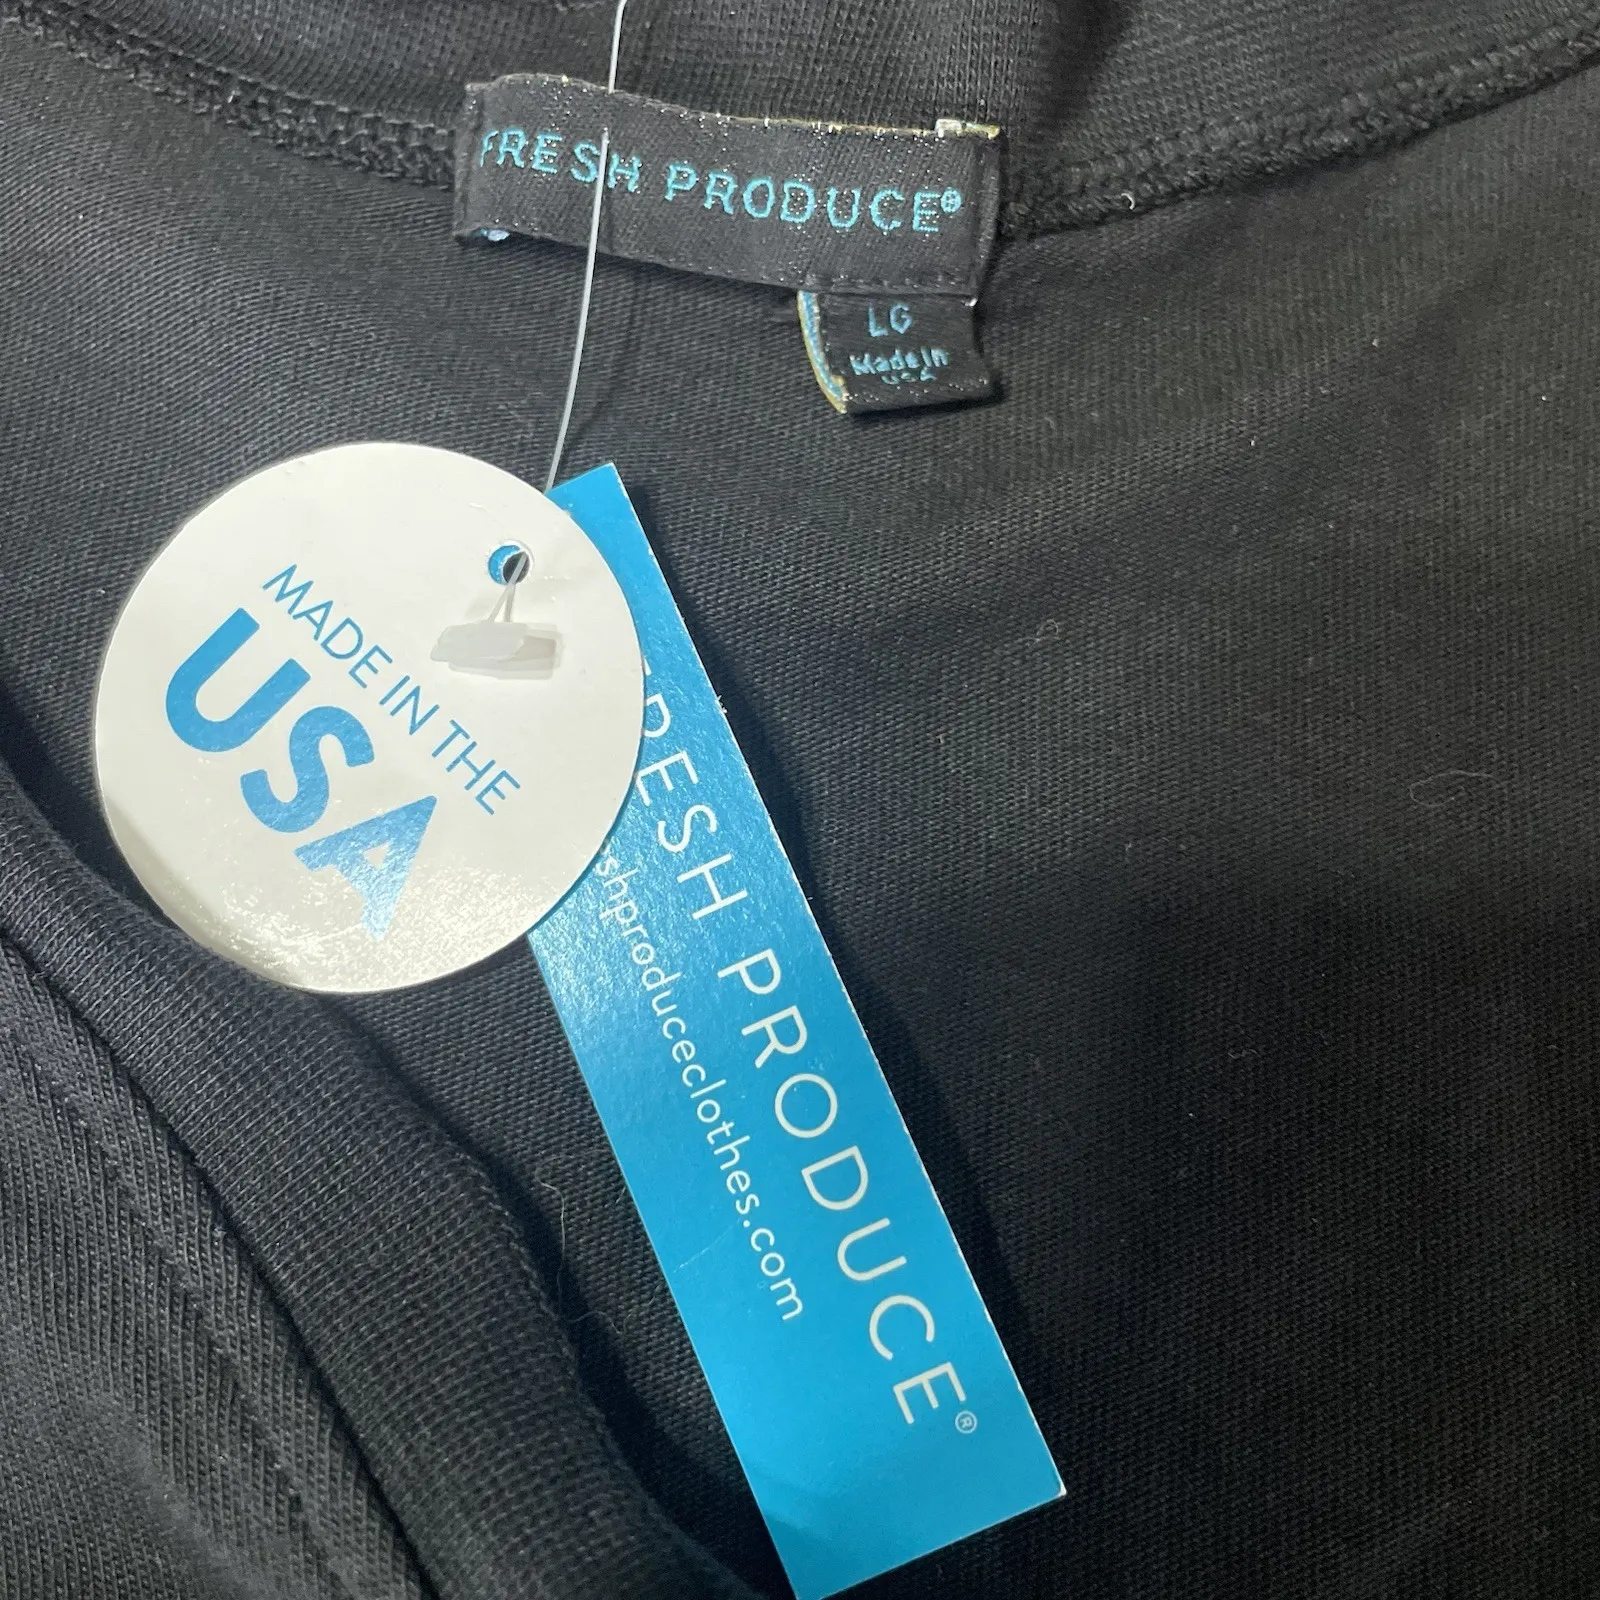 FRESH PRODUCE®
LG
Made In
USA
MADE IN THE
USA
FRESH PRODUCE®
shproduceclothes.com